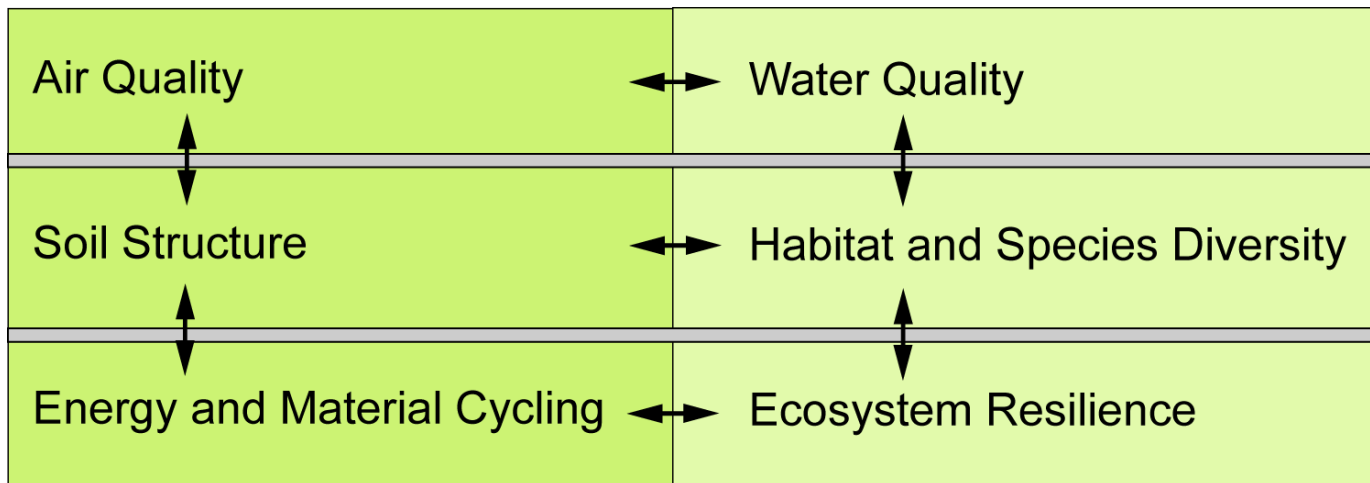 Air Quality
Water Quality
Soil Structure
Habitat and Species Diversity
Energy and Material Cycling
Ecosystem Resilience